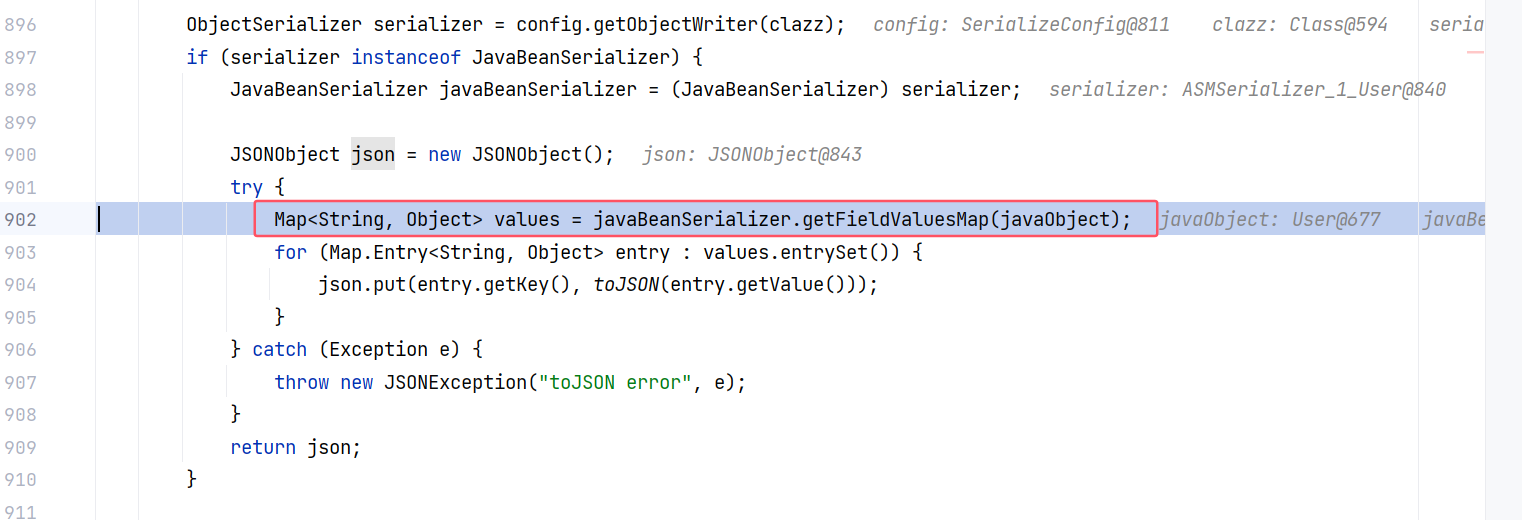 896 ObjectSerializer serializer = config.getObjectWriter(clazz); config: SerializeConfig@811 clazz: Class@594 seria
897 if (serializer instanceof JavaBeanSerializer) {
898 JavaBeanSerializer javaBeanSerializer = (JavaBeanSerializer) serializer; serializer: ASMSerializer_1_User@840
899
900 JSONObject json = new JSONObject(); json: JSONObject@843
901 try {
902 Map<String, Object> values = javaBeanSerializer.getFieldValuesMap(javaObject); javaObject: User@677 javaBe
903 for (Map.Entry<String, Object> entry : values.entrySet()) {
904 json.put(entry.getKey(), toJSON(entry.getValue()));
905 }
906 } catch (Exception e) {
907 throw new JSONException("toJSON error", e);
908 }
909 return json;
910 }
911